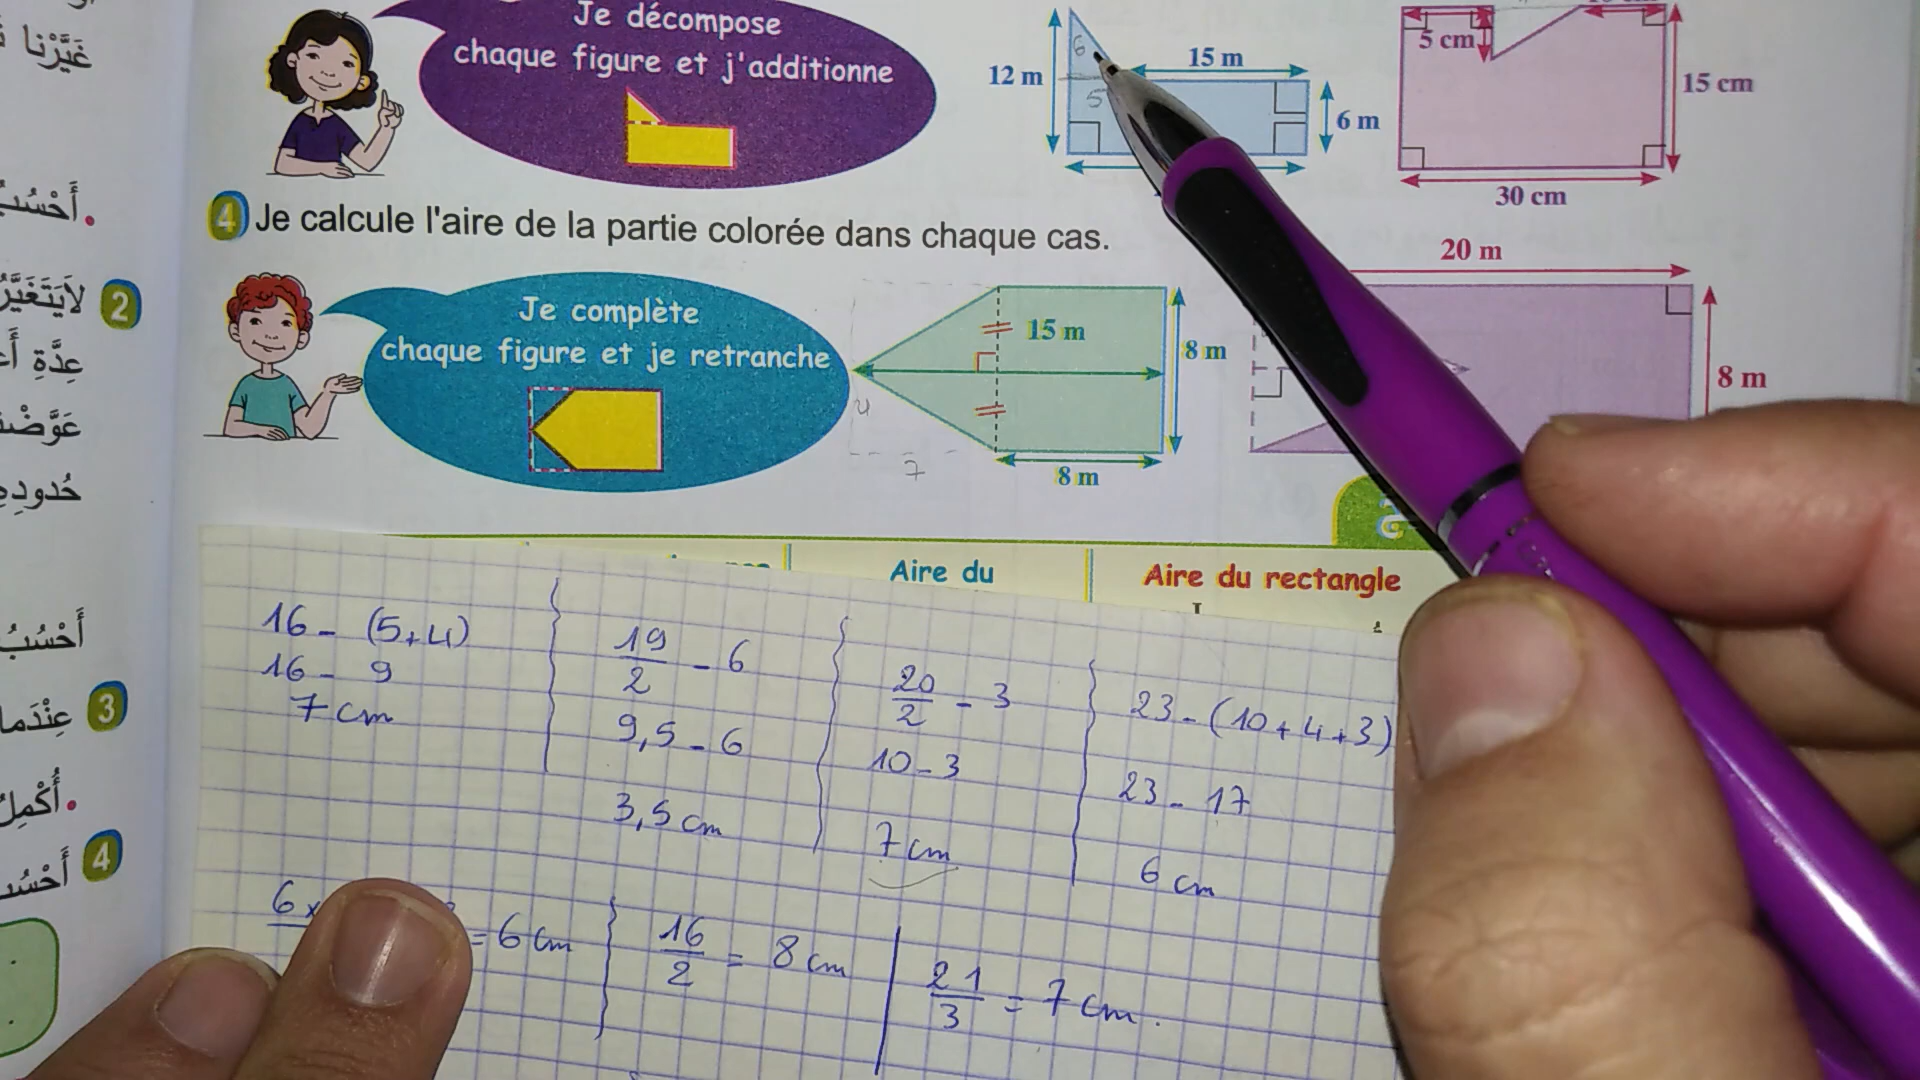 Je décompose
chaque figure et j'additionne
12 m
6
5
15 m
6 m
5 cm
15 cm
30 cm
4 Je calcule l'aire de la partie colorée dans chaque cas.
Je complète
chaque figure et je retranche
15 m
8 m
8 m
4
7
20 m
8 m
Aire du
Aire du rectangle
16 - (5+4)
16 - 9
7 cm
19/2 - 6
9,5 - 6
3,5 cm
20/2 - 3
10 - 3
7 cm
23 - (10+4+3)
23 - 17
6 cm
= 6 cm
16/2 = 8 cm
21/3 = 7 cm.
غَيَّرْنا
2
عِدَّةِ
3
عِنْدَما
أُكْمِلُ
4